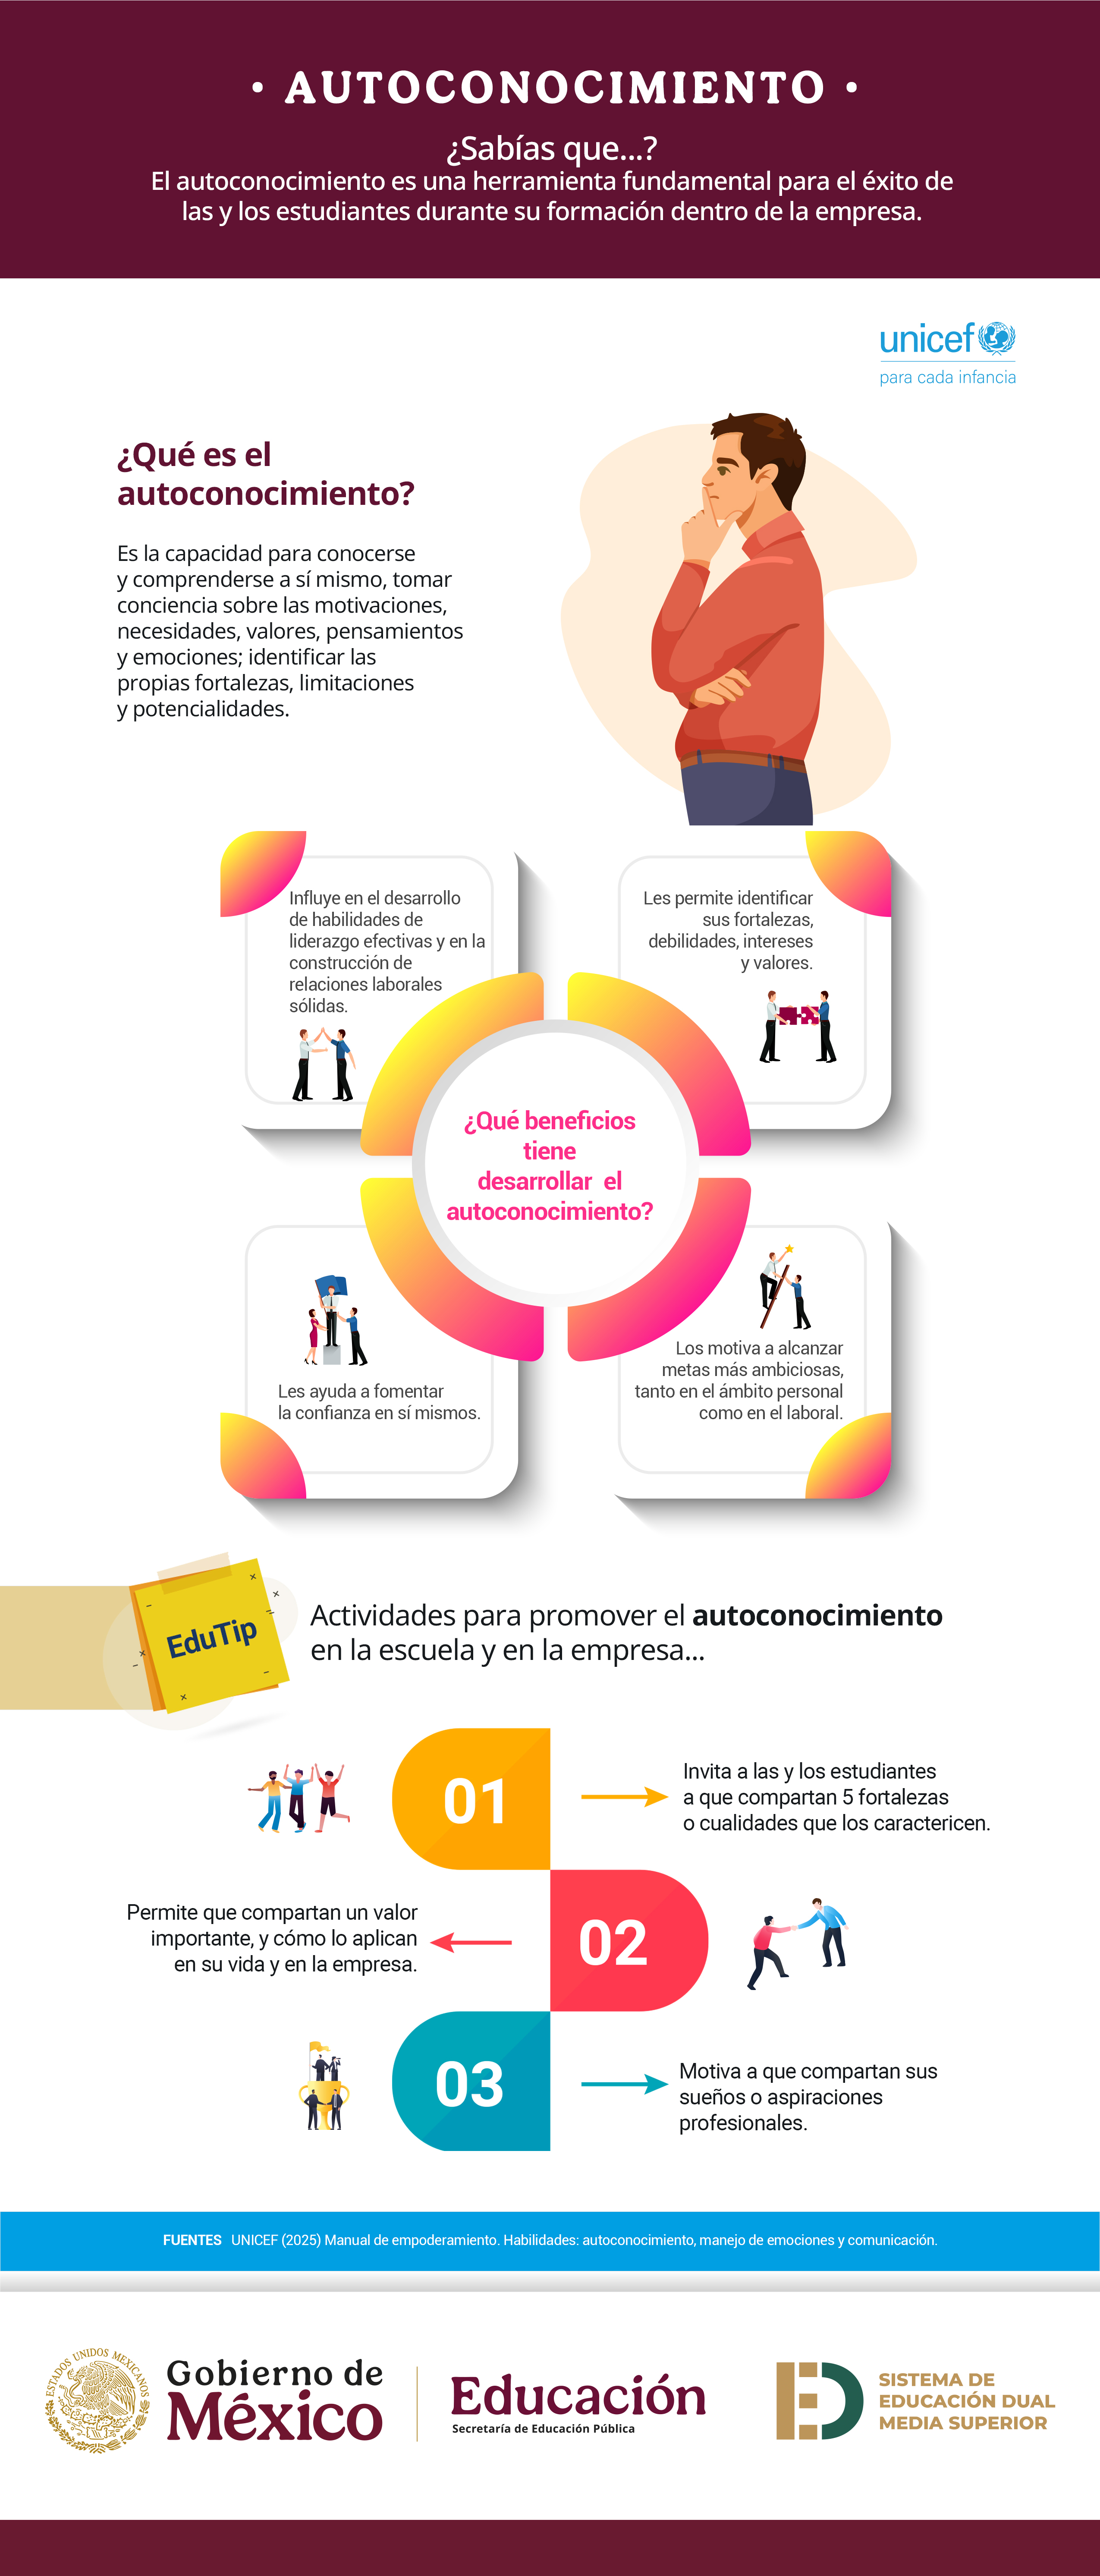 • AUTOCONOCIMIENTO •
¿Sabías que...?
El autoconocimiento es una herramienta fundamental para el éxito de
las y los estudiantes durante su formación dentro de la empresa.
unicef
para cada infancia
¿Qué es el
autoconocimiento?
Es la capacidad para conocerse
y comprenderse a sí mismo, tomar
conciencia sobre las motivaciones,
necesidades, valores, pensamientos
y emociones; identificar las
propias fortalezas, limitaciones
y potencialidades.
Influye en el desarrollo
de habilidades de
liderazgo efectivas y en la
construcción de
relaciones laborales
sólidas.
Les permite identificar
sus fortalezas,
debilidades, intereses
y valores.
¿Qué beneficios
tiene
desarrollar el
autoconocimiento?
Les ayuda a fomentar
la confianza en sí mismos.
Los motiva a alcanzar
metas más ambiciosas,
tanto en el ámbito personal
como en el laboral.
EduTip
Actividades para promover el autoconocimiento
en la escuela y en la empresa...
01
Invita a las y los estudiantes
a que compartan 5 fortalezas
o cualidades que los caractericen.
Permite que compartan un valor
importante, y cómo lo aplican
en su vida y en la empresa.
02
03
Motiva a que compartan sus
sueños o aspiraciones
profesionales.
FUENTES UNICEF (2025) Manual de empoderamiento. Habilidades: autoconocimiento, manejo de emociones y comunicación.
ESTADOS UNIDOS MEXICANOS
Gobierno de
México
Educación
Secretaría de Educación Pública
ED
SISTEMA DE
EDUCACIÓN DUAL
MEDIA SUPERIOR